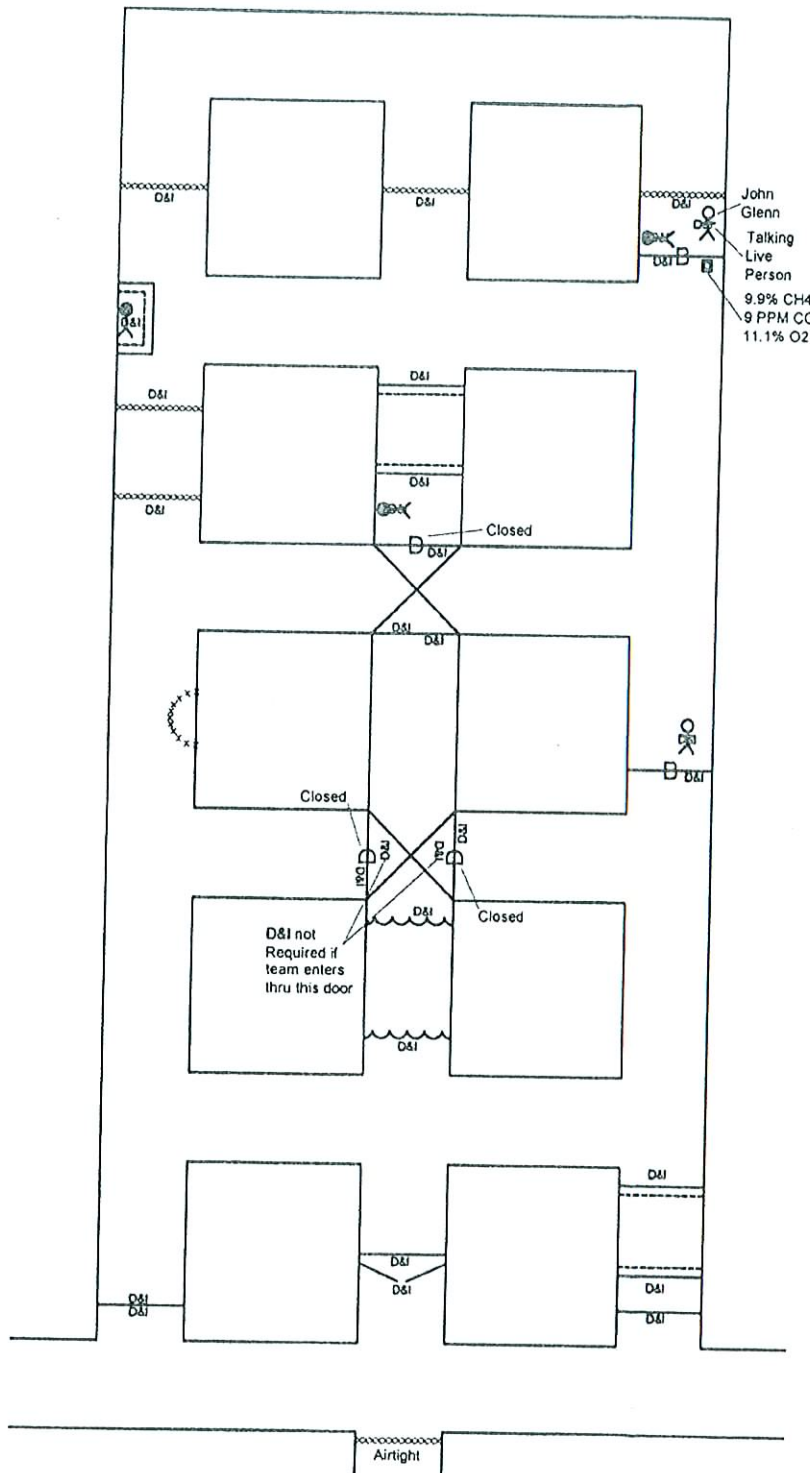 D&I
D&I
D&I
John
Glenn
Talking
Live
Person
D&I
D&I
9.9% CH4
9 PPM CO
11.1% O2
D&I
D&I
D&I
D&I
D&I
Closed
D&I
D&I
D&I
D&I
Closed
D&I
D&I
D&I
D&I
Closed
D&I
D&I not
Required if
team enters
thru this door
D&I
D&I
D&I
D&I
D&I
D&I
D&I
D&I
D&I
Airtight